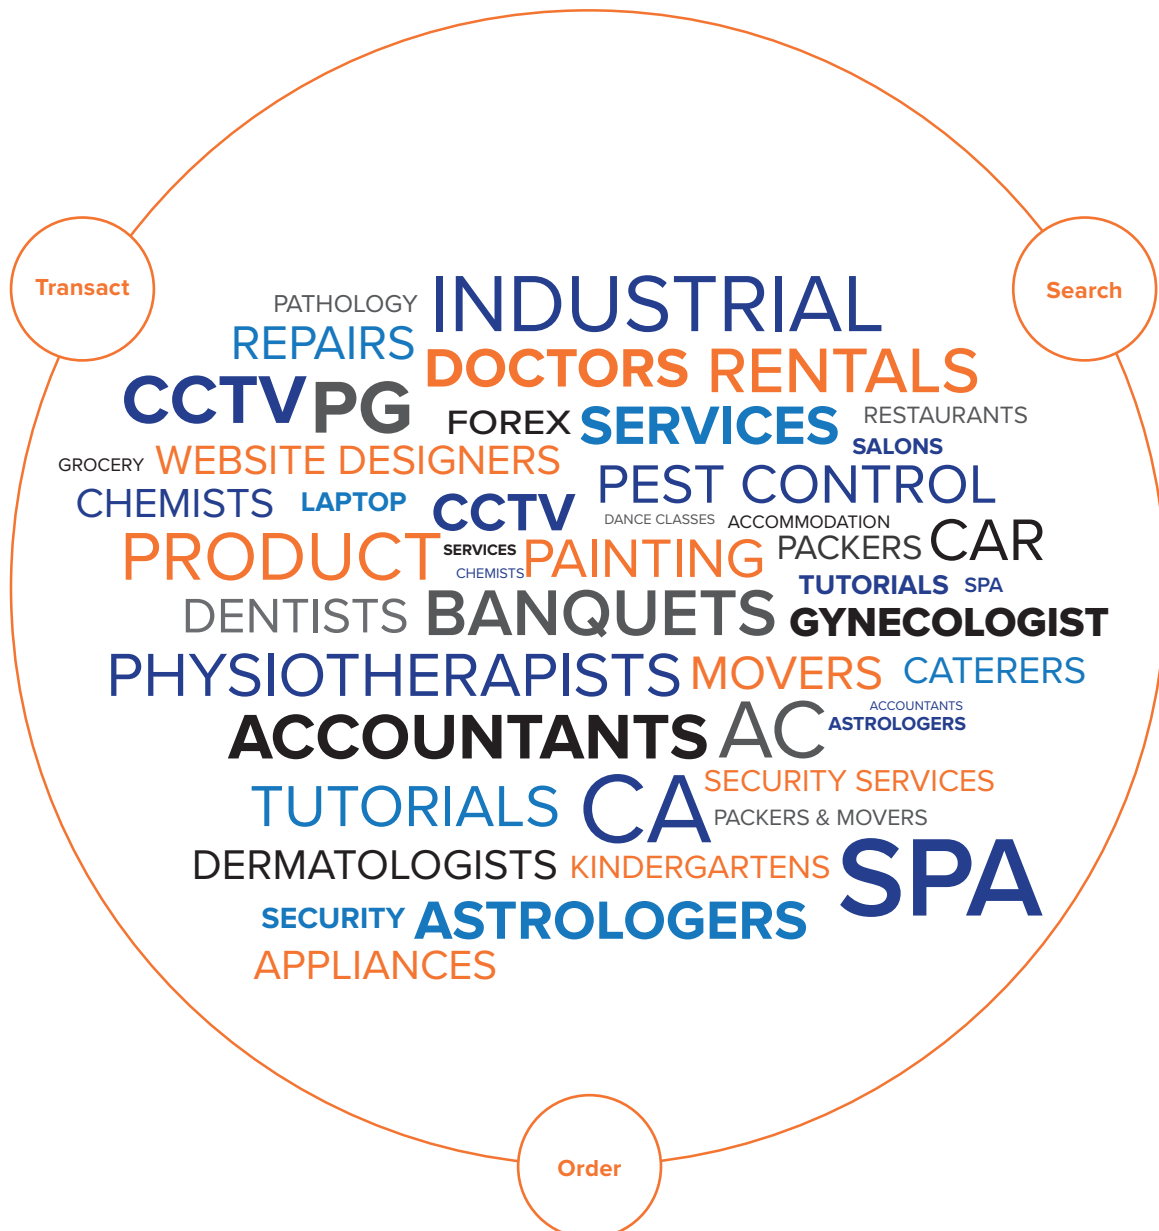 Transact
Search
PATHOLOGY INDUSTRIAL
REPAIRS DOCTORS RENTALS
CCTV PG FOREX SERVICES RESTAURANTS
SALONS
GROCERY WEBSITE DESIGNERS
CHEMISTS LAPTOP CCTV PEST CONTROL
DANCE CLASSES ACCOMMODATION
PRODUCT SERVICES PAINTING PACKERS CAR
CHEMISTS
TUTORIALS SPA
DENTISTS BANQUETS GYNECOLOGIST
PHYSIOTHERAPISTS MOVERS CATERERS
ACCOUNTANTS AC ACCOUNTANTS
ASTROLOGERS
TUTORIALS CA SECURITY SERVICES
PACKERS & MOVERS
DERMATOLOGISTS KINDERGARTENS SPA
SECURITY ASTROLOGERS
APPLIANCES
Order